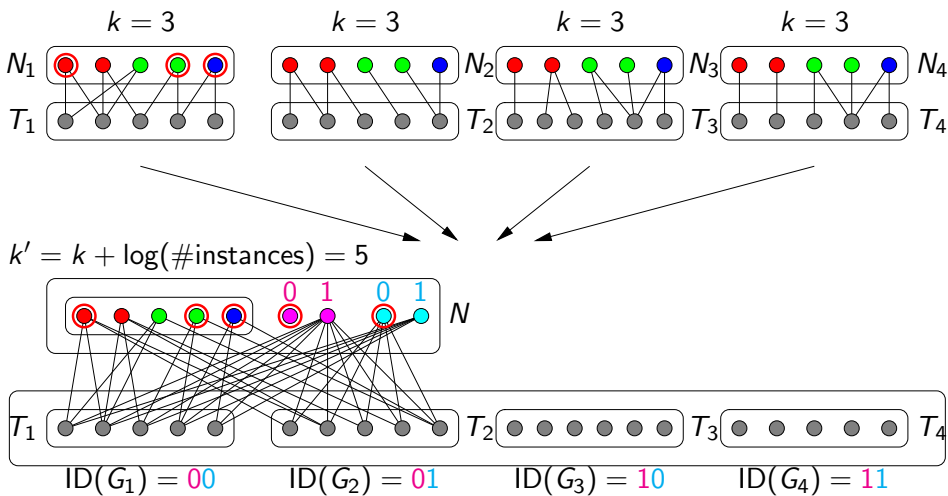 k = 3 k = 3 k = 3 k = 3
N₁ N₂ N₃ N₄
T₁ T₂ T₃ T₄
k′ = k + log(#instances) = 5
0 1 0 1
N
T₁ T₂ T₃ T₄
ID(G₁) = 00 ID(G₂) = 01 ID(G₃) = 10 ID(G₄) = 11